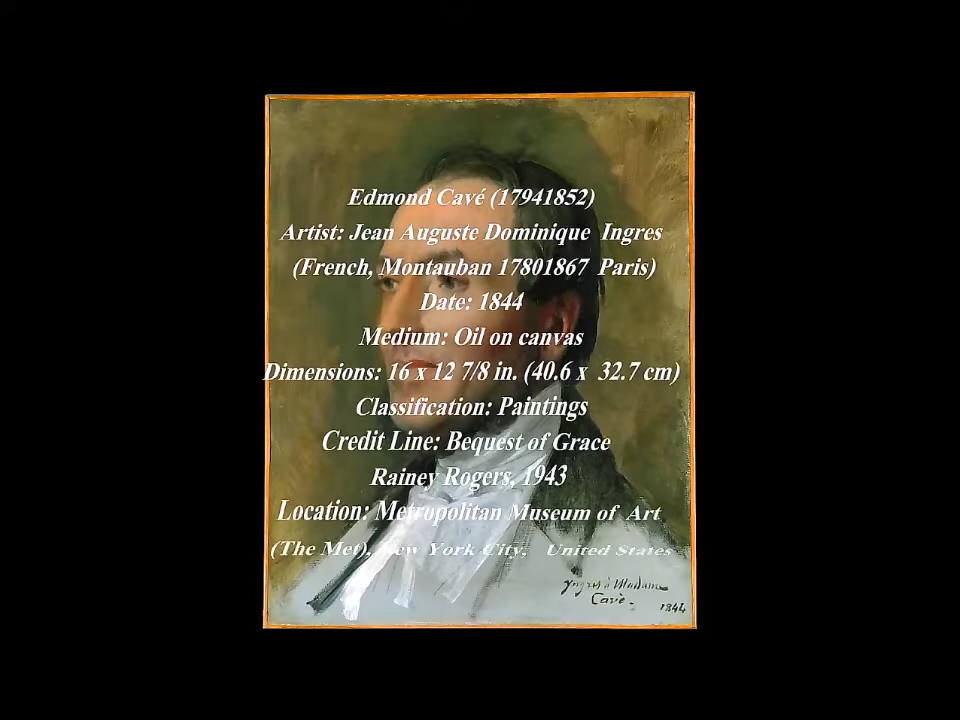 Edmond Cavé (17941852)
Artist: Jean Auguste Dominique Ingres
(French, Montauban 17801867 Paris)
Date: 1844
Medium: Oil on canvas
Dimensions: 16 x 12 7/8 in. (40.6 x 32.7 cm)
Classification: Paintings
Credit Line: Bequest of Grace
Rainey Rogers, 1943
Location: Metropolitan Museum of Art
(The Met), New York City, United States
Yngres à Madame
Cavé.
1844